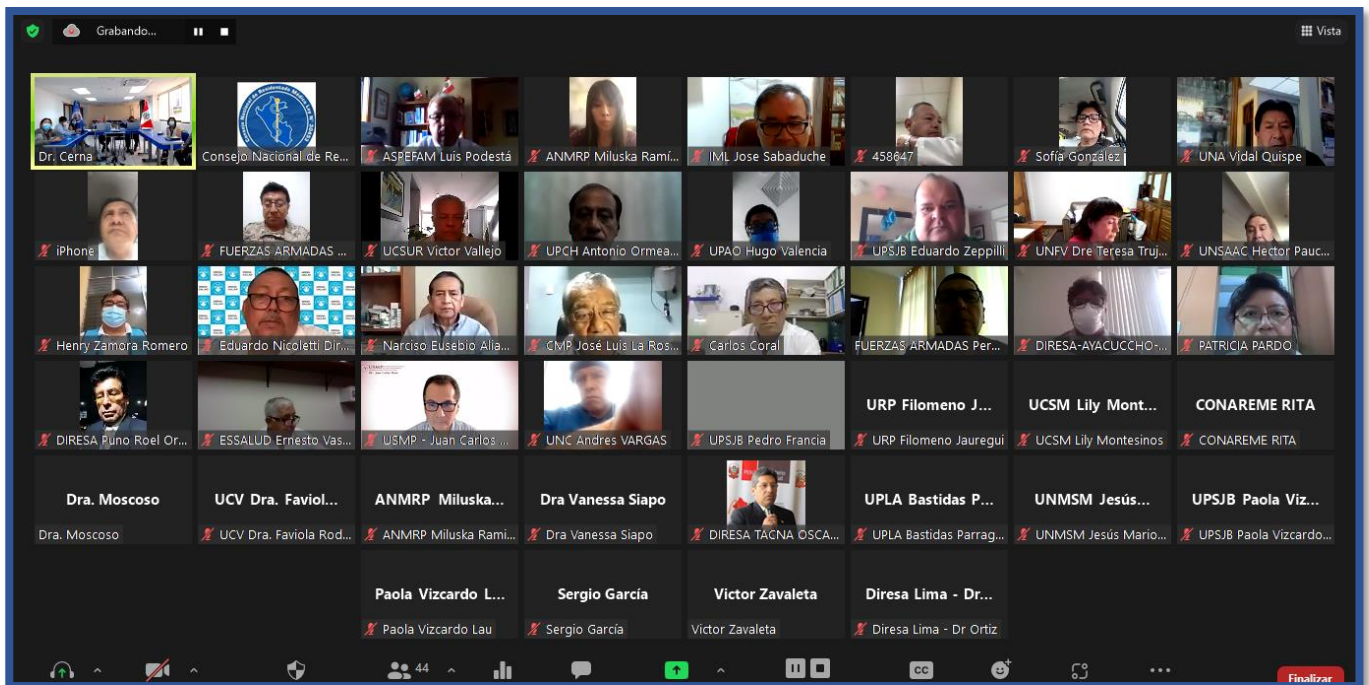 Grabando...
Vista
Dr. Cerna
Consejo Nacional de Re...
ASPEFAM Luis Podestá
ANMRP Miluska Ramí...
IML Jose Sabaduche
458647
Sofía González
UNA Vidal Quispe
iPhone
FUERZAS ARMADAS ...
UCSUR Victor Vallejo
UPCH Antonio Ormea...
UPAO Hugo Valencia
UPSJB Eduardo Zeppilli
UNFV Dre Teresa Truj...
UNSAAC Hector Pauc...
Henry Zamora Romero
Eduardo Nicoletti Dir...
Narciso Eusebio Alia...
CMP José Luis La Ros...
Carlos Coral
FUERZAS ARMADAS Per...
DIRESA-AYACUCCHO-...
PATRICIA PARDO
DIRESA Puno Roel Or...
ESSALUD Ernesto Vas...
USMP - Juan Carlos ...
UNC Andres VARGAS
UPSJB Pedro Francia
URP Filomeno J...
URP Filomeno Jauregui
UCSM Lily Mont...
UCSM Lily Montesinos
CONAREME RITA
CONAREME RITA
Dra. Moscoso
Dra. Moscoso
UCV Dra. Faviol...
UCV Dra. Faviola Rod...
ANMRP Miluska...
ANMRP Miluska Rami...
Dra Vanessa Siapo
Dra Vanessa Siapo
DIRESA TACNA OSCA...
UPLA Bastidas P...
UPLA Bastidas Parrag...
UNMSM Jesús...
UNMSM Jesús Mario...
UPSJB Paola Viz...
UPSJB Paola Vizcardo...
Paola Vizcardo L...
Paola Vizcardo Lau
Sergio García
Sergio García
Victor Zavaleta
Victor Zavaleta
Diresa Lima - Dr...
Diresa Lima - Dr Ortiz
44
CC
Finalizar